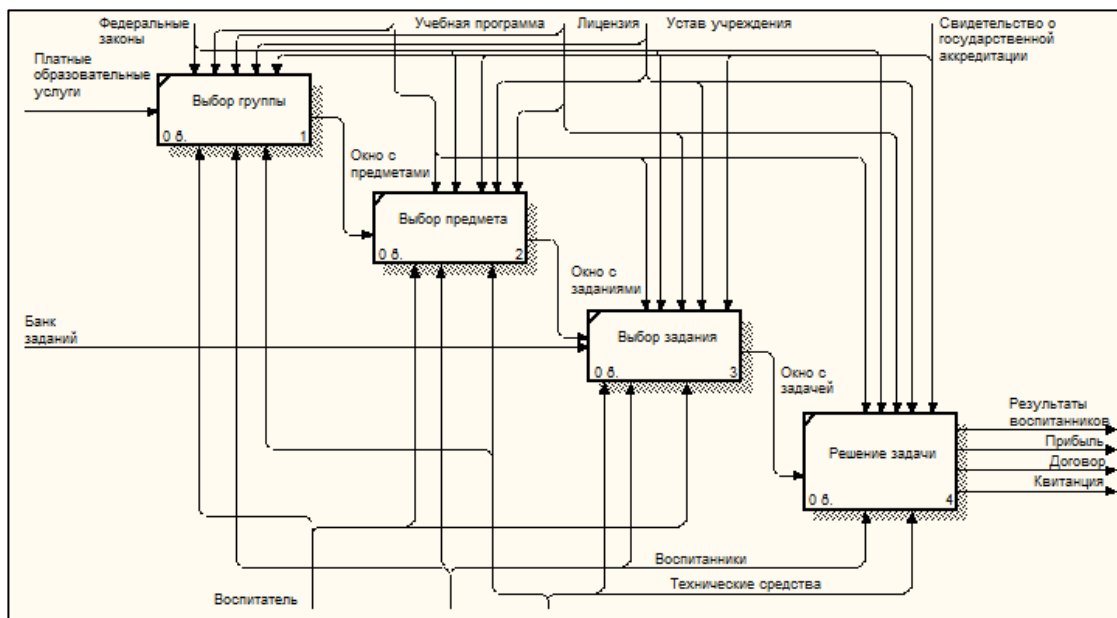 Федеральные
законы
Учебная программа
Лицензия
Устав учреждения
Свидетельство о
государственной
аккредитации
Платные
образовательные
услуги
Выбор группы
0 б.
1
Окно с
предметами
Выбор предмета
0 б.
2
Окно с
заданиями
Банк
заданий
Выбор задания
0 б.
3
Окно с
задачей
Решение задачи
0 б.
4
Результаты
воспитанников
Прибыль
Договор
Квитанция
Воспитанники
Технические средства
Воспитатель